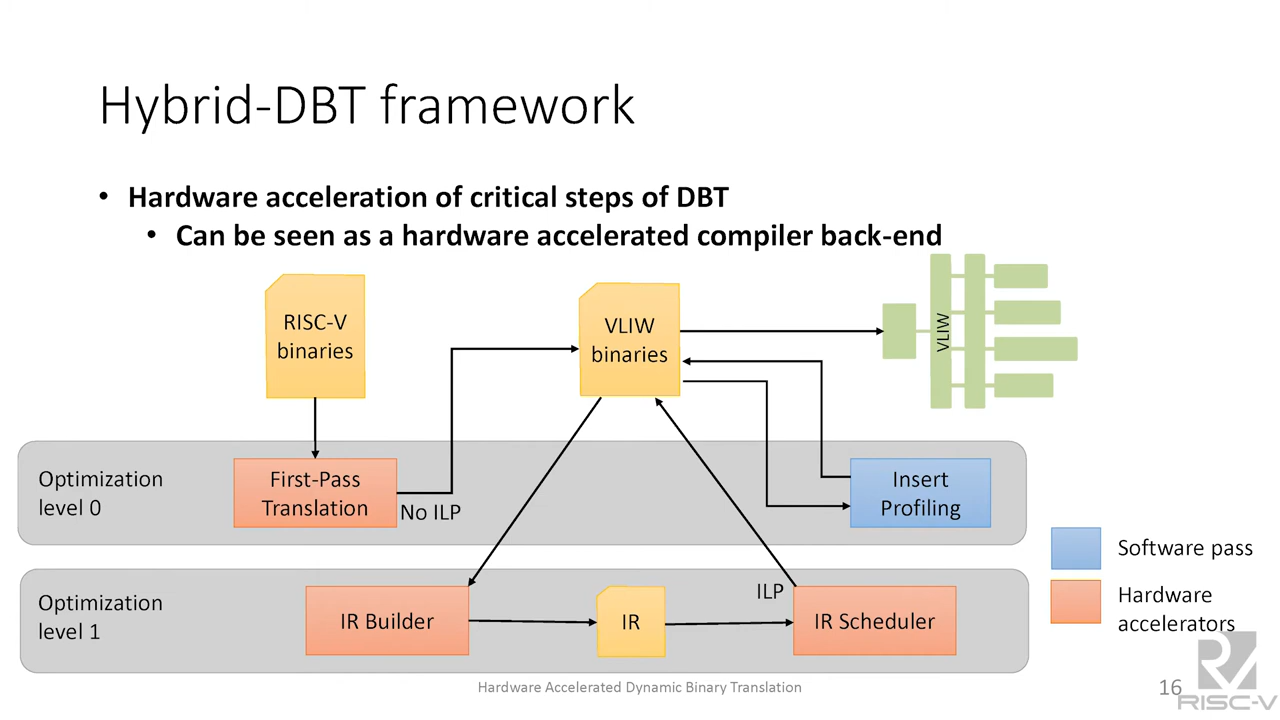 Hybrid-DBT framework
• Hardware acceleration of critical steps of DBT
• Can be seen as a hardware accelerated compiler back-end
RISC-V
binaries
VLIW
binaries
VLIW
Optimization
level 0
First-Pass
Translation
No ILP
Insert
Profiling
Software pass
Hardware
accelerators
Optimization
level 1
IR Builder
IR
ILP
IR Scheduler
Hardware Accelerated Dynamic Binary Translation
16
RISC-V